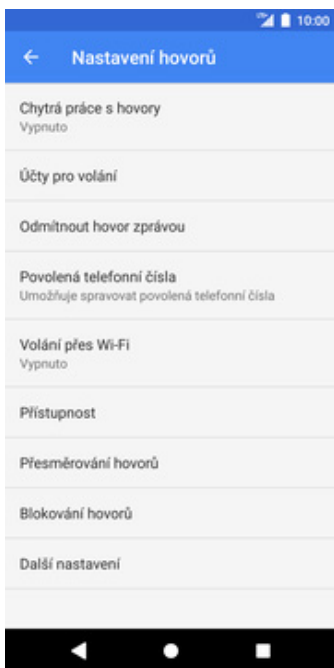 10:00
Nastavení hovorů
Chytrá práce s hovory
Vypnuto
Účty pro volání
Odmítnout hovor zprávou
Povolená telefonní čísla
Umožňuje spravovat povolená telefonní čísla
Volání přes Wi-Fi
Vypnuto
Přístupnost
Přesměrování hovorů
Blokování hovorů
Další nastavení